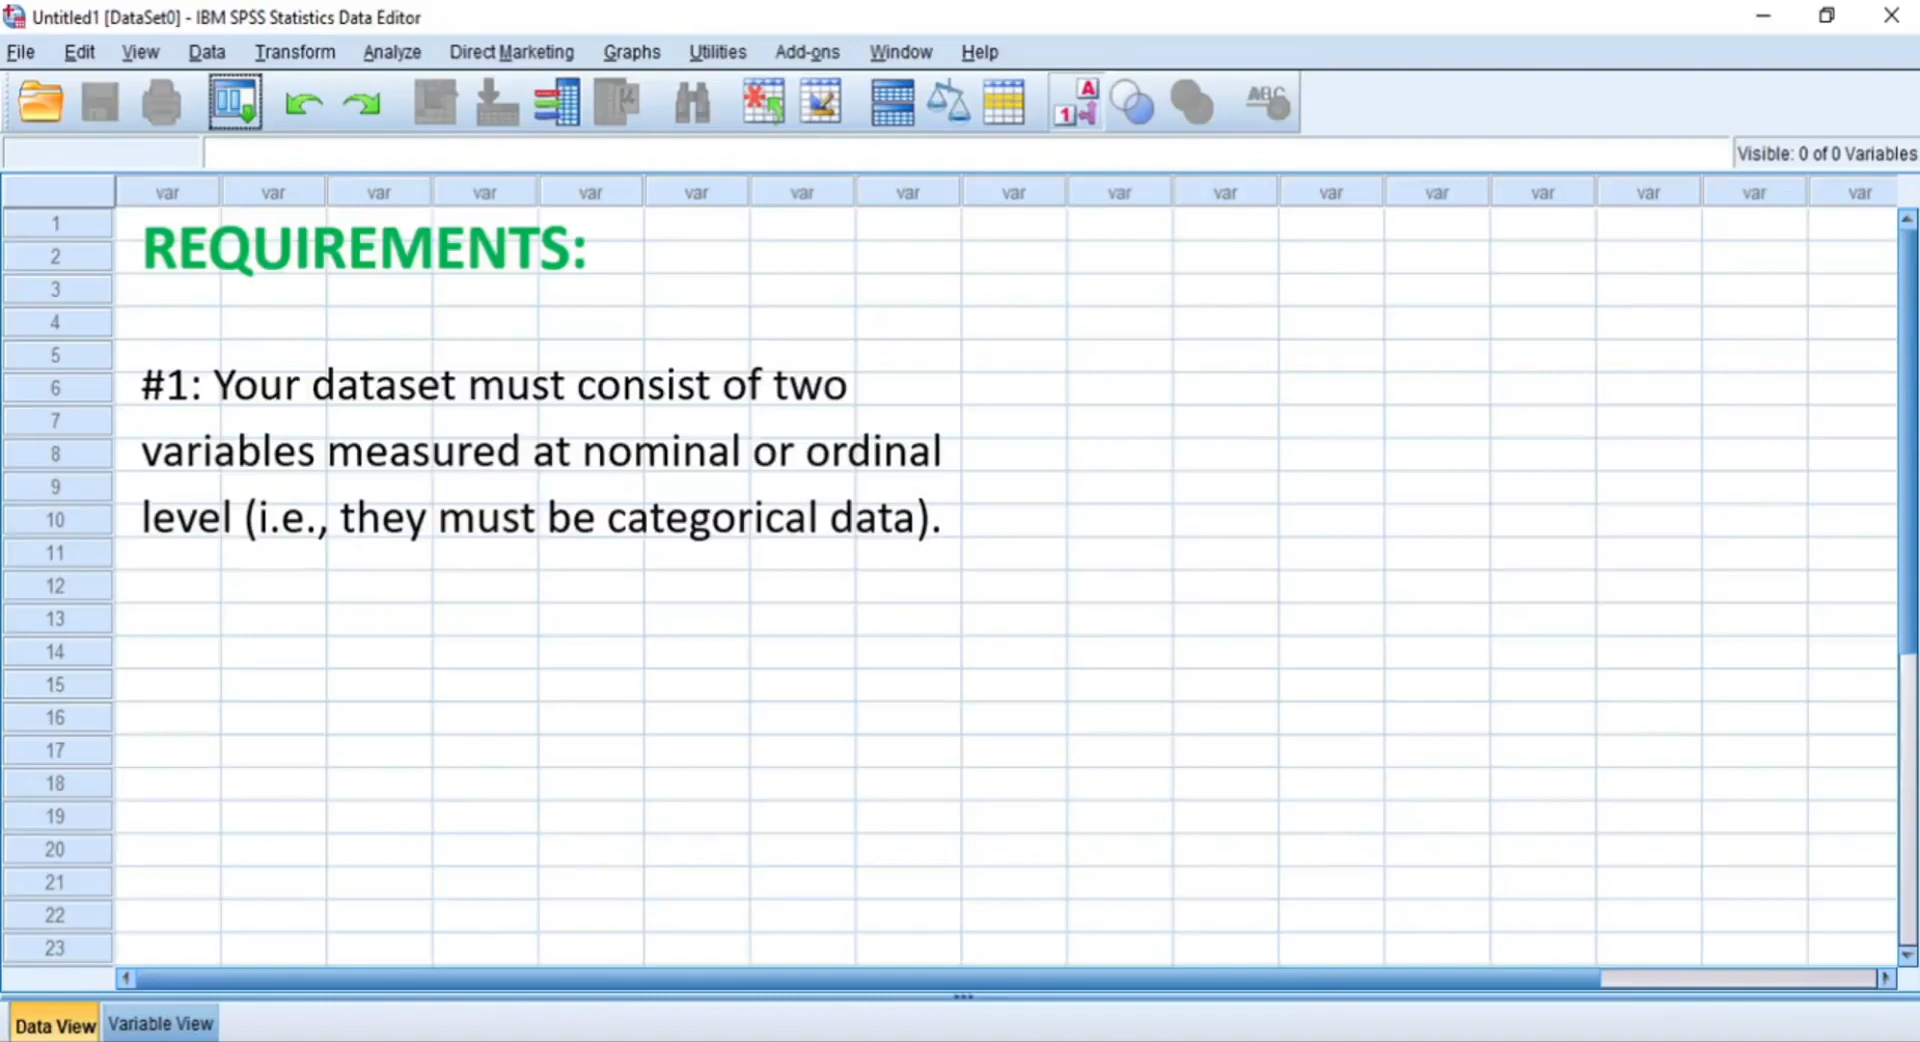 Untitled1 [DataSet0] - IBM SPSS Statistics Data Editor
File Edit View Data Transform Analyze Direct Marketing Graphs Utilities Add-ons Window Help
A
1
ABC
Visible: 0 of 0 Variables
var var var var var var var var var var var var var var var var var
1
REQUIREMENTS:
2
3
4
5
#1: Your dataset must consist of two
6
7
variables measured at nominal or ordinal
8
9
level (i.e., they must be categorical data).
10
11
12
13
14
15
16
17
18
19
20
21
22
23
Data View Variable View